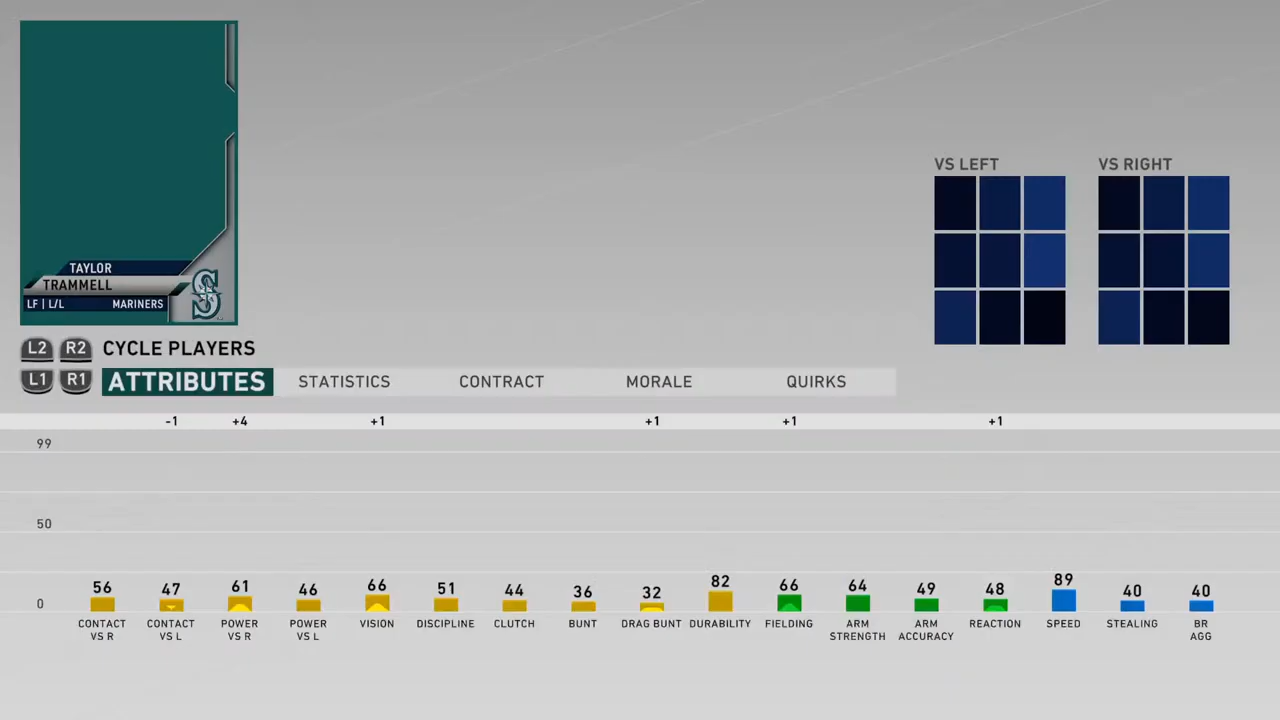 TAYLOR
TRAMMELL
LF | L/L MARINERS
VS LEFT VS RIGHT
L2 R2 CYCLE PLAYERS
L1 R1 ATTRIBUTES STATISTICS CONTRACT MORALE QUIRKS
-1 +4 +1 +1 +1 +1
99
50
0
56 47 61 46 66 51 44 36 32 82 66 64 49 48 89 40 40
CONTACT VS R
CONTACT VS L
POWER VS R
POWER VS L
VISION
DISCIPLINE
CLUTCH
BUNT
DRAG BUNT
DURABILITY
FIELDING
ARM STRENGTH
ARM ACCURACY
REACTION
SPEED
STEALING
BR AGG